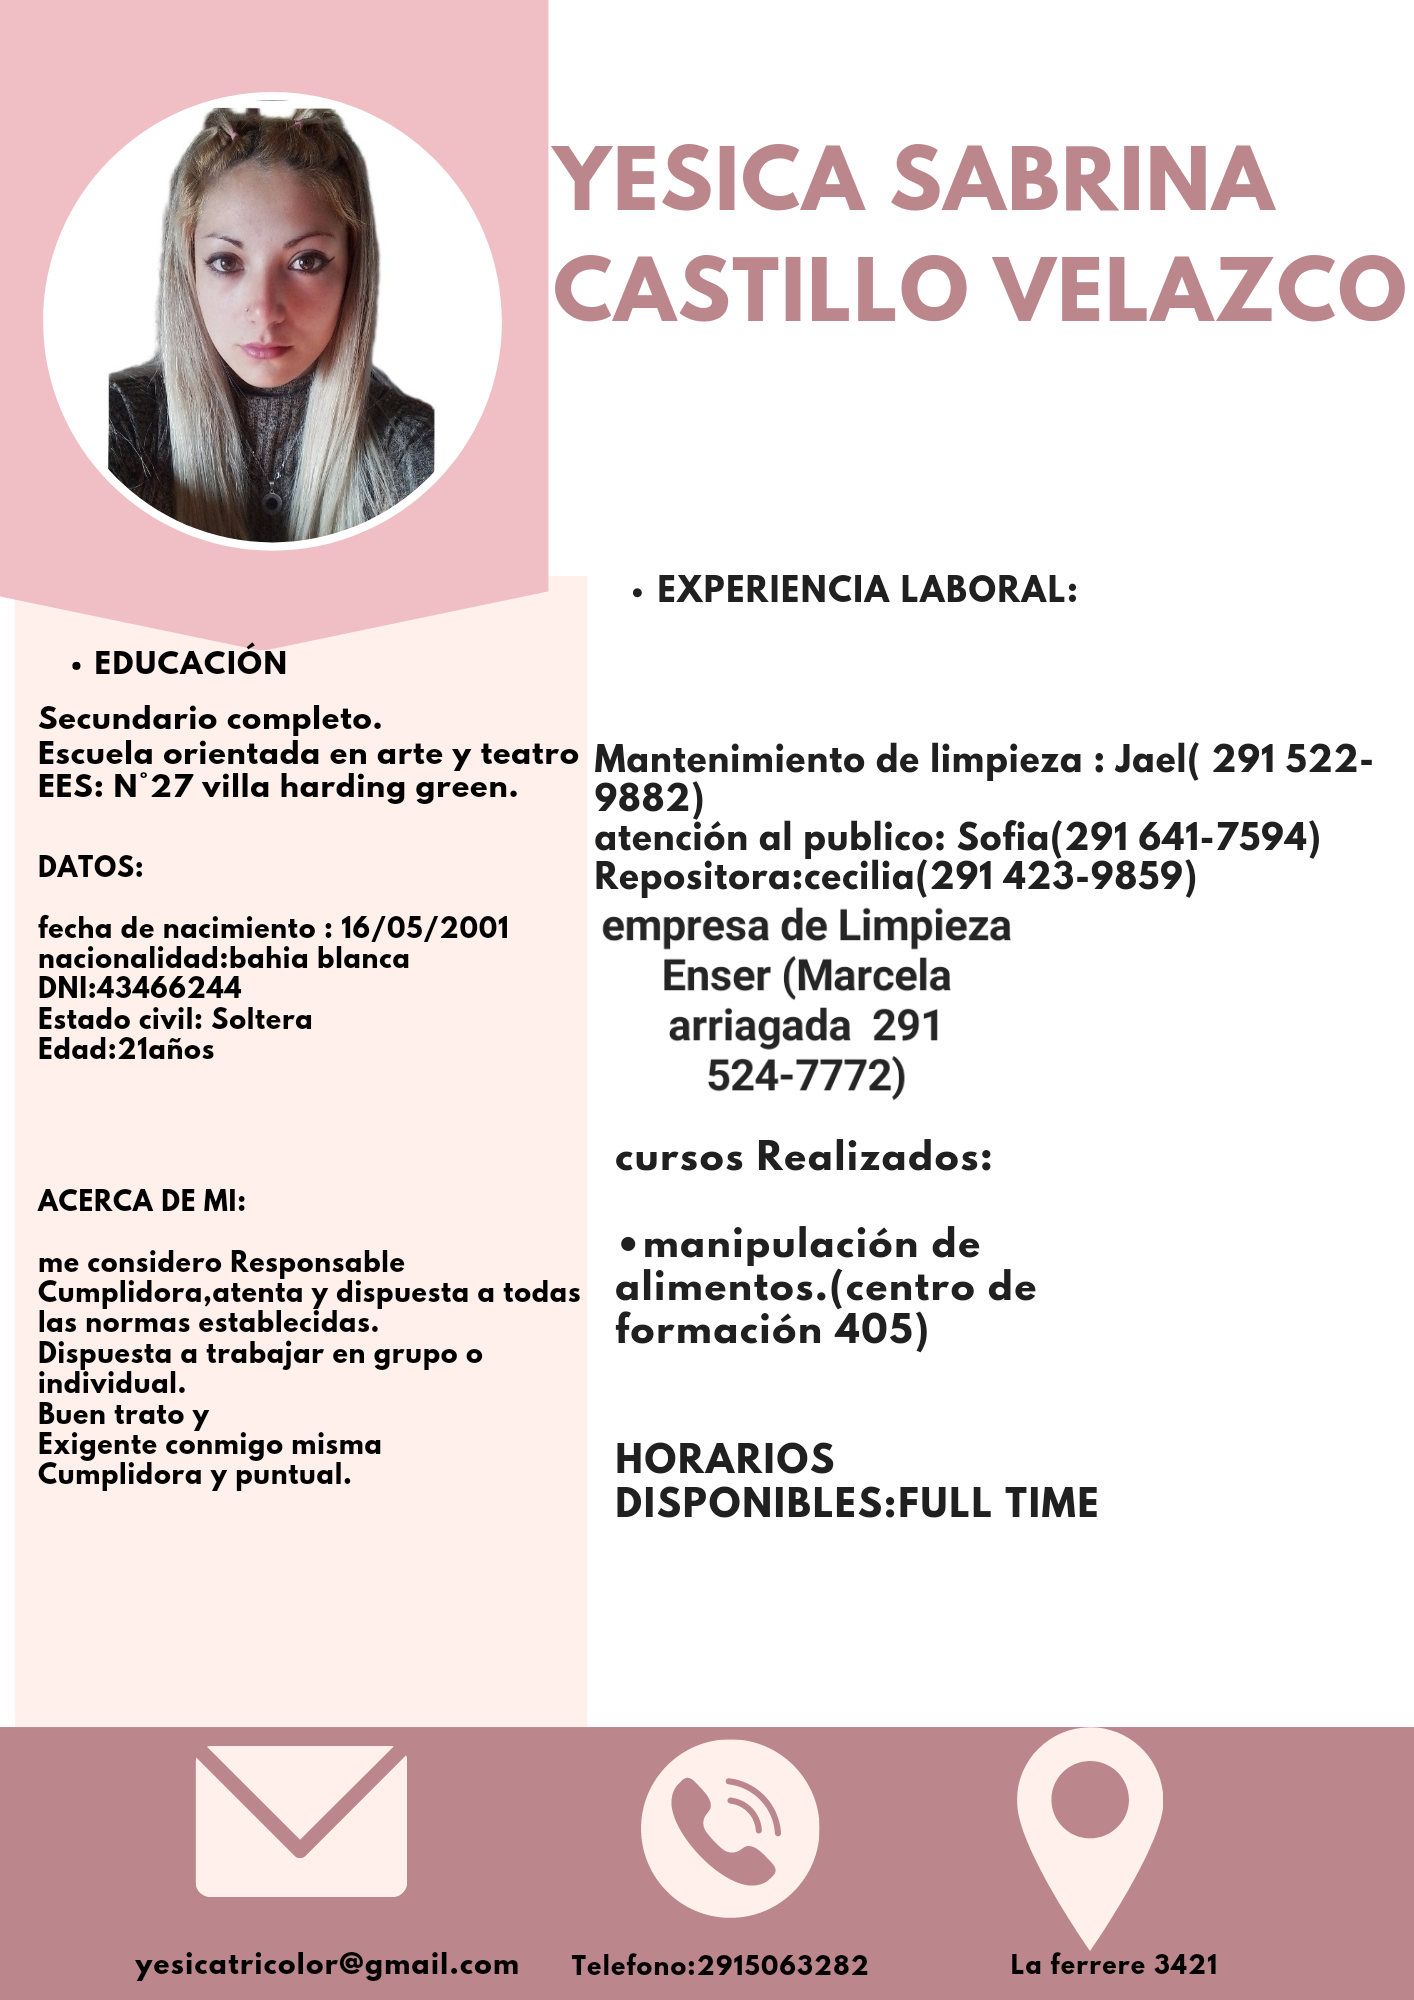 YESICA SABRINA
CASTILLO VELAZCO
• EDUCACIÓN
Secundario completo.
Escuela orientada en arte y teatro
EES: N°27 villa harding green.
DATOS:
fecha de nacimiento : 16/05/2001
nacionalidad:bahia blanca
DNI:43466244
Estado civil: Soltera
Edad:21años
ACERCA DE MI:
me considero Responsable
Cumplidora,atenta y dispuesta a todas
las normas establecidas.
Dispuesta a trabajar en grupo o
individual.
Buen trato y
Exigente conmigo misma
Cumplidora y puntual.
• EXPERIENCIA LABORAL:
Mantenimiento de limpieza : Jael( 291 522-
9882)
atención al publico: Sofia(291 641-7594)
Repositora:cecilia(291 423-9859)
empresa de Limpieza
Enser (Marcela
arriagada 291
524-7772)
cursos Realizados:
•manipulación de
alimentos.(centro de
formación 405)
HORARIOS
DISPONIBLES:FULL TIME
yesicatricolor@gmail.com
Telefono:2915063282
La ferrere 3421